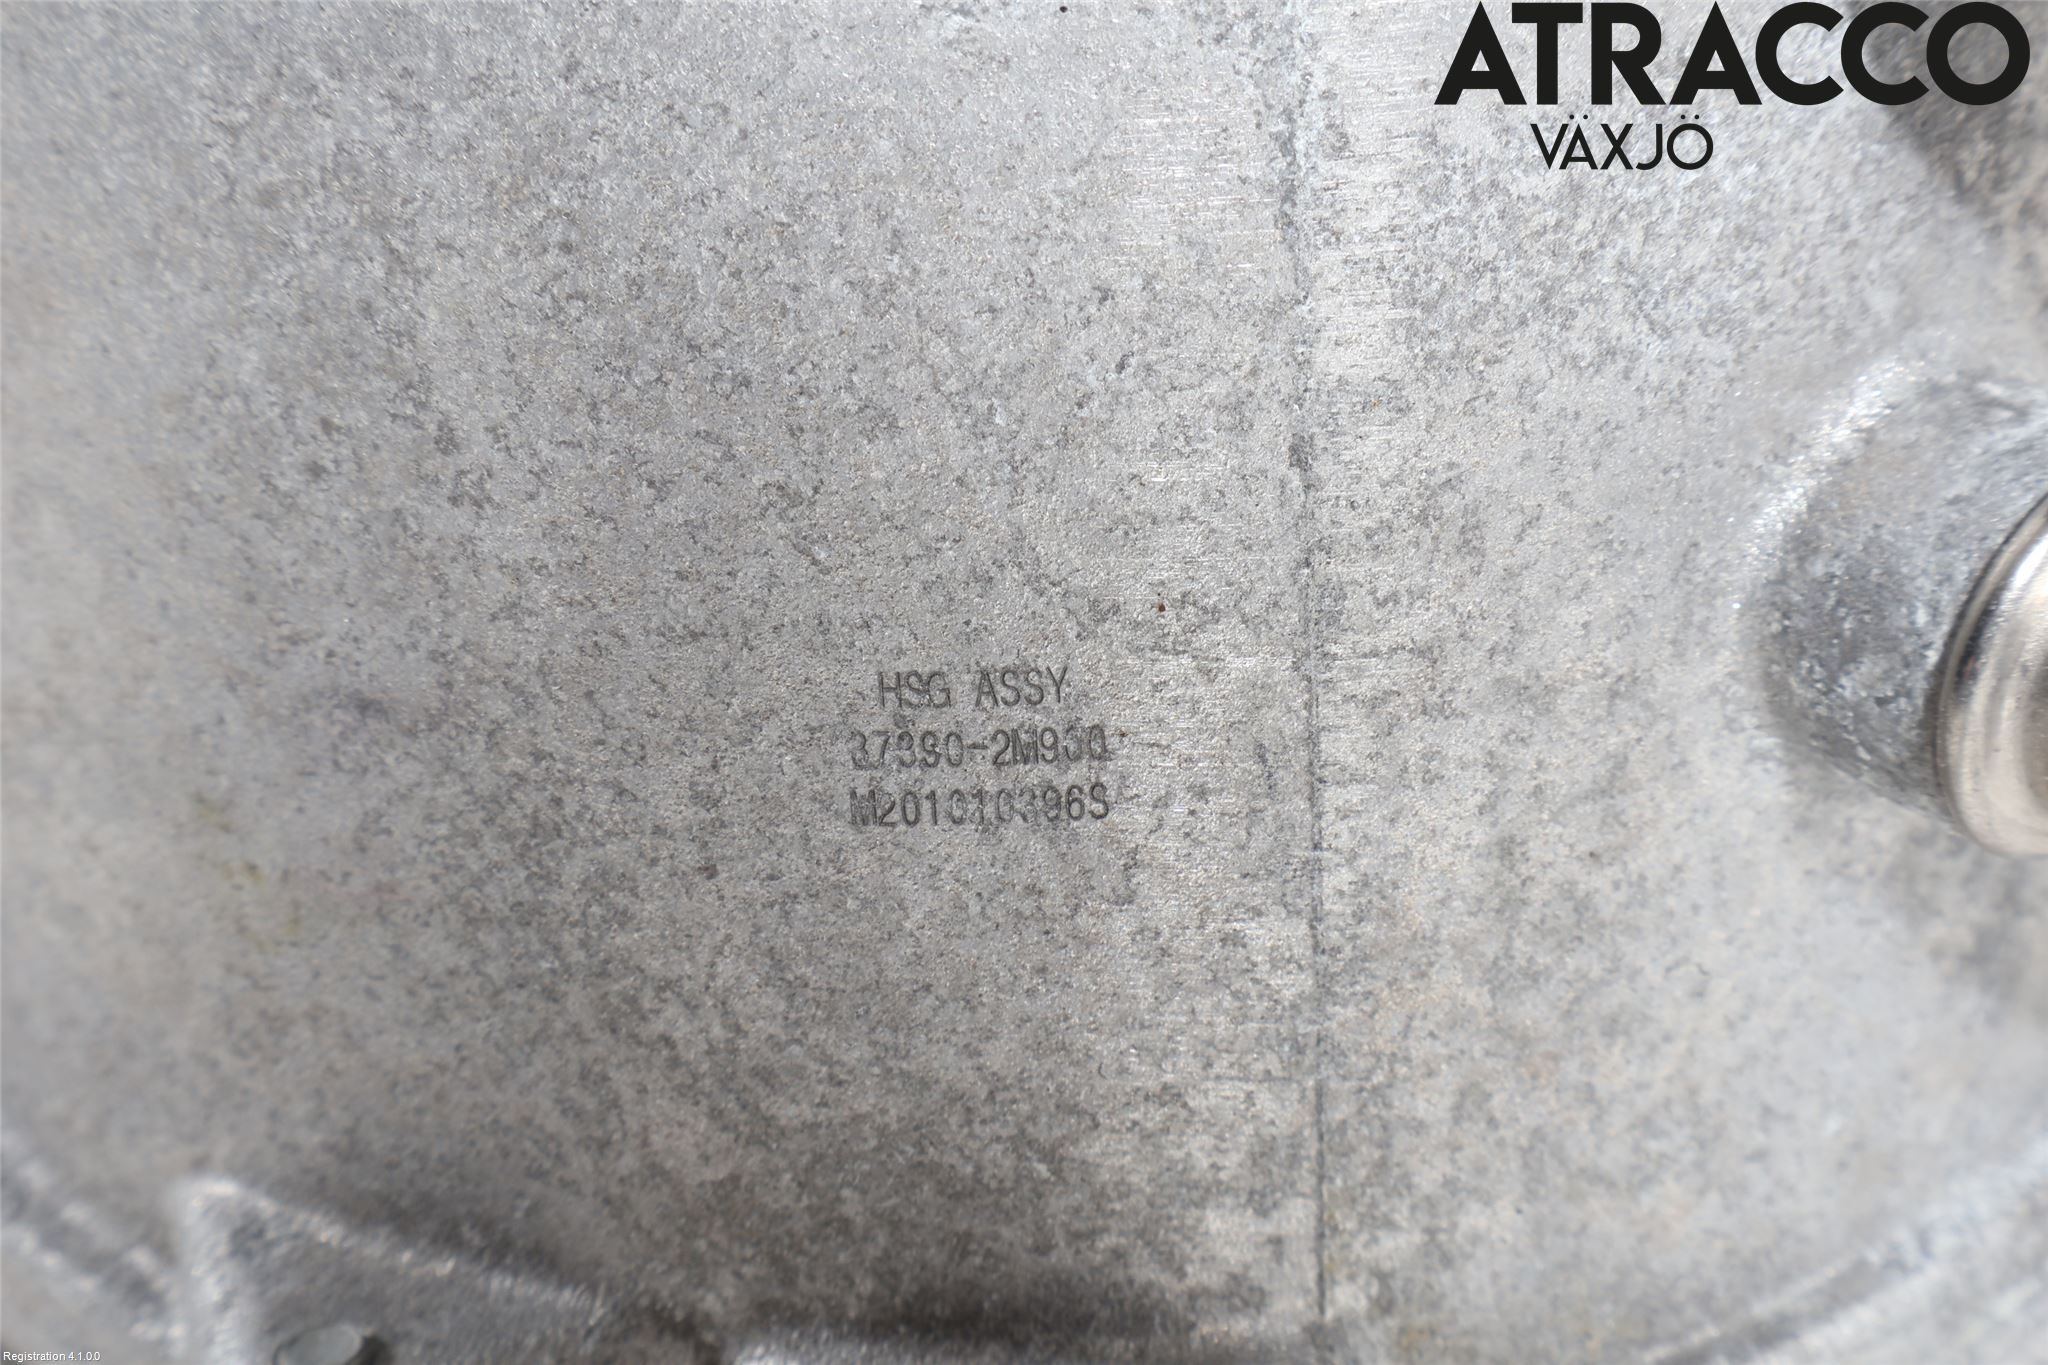 ATRACCO
VÄXJÖ
HSG ASSY
37390-2M900
M201010396S
Registration 4.1.0.0